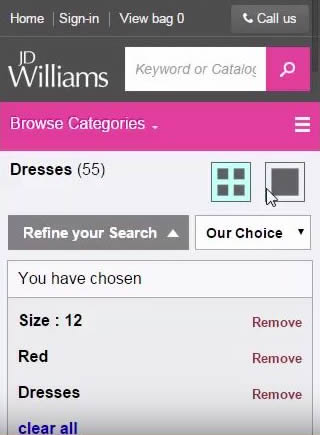 Home Sign-in View bag 0 Call us
JD
Williams
Keyword or Catalog
Browse Categories
Dresses (55)
Refine your Search Our Choice
You have chosen
Size : 12 Remove
Red Remove
Dresses Remove
clear all